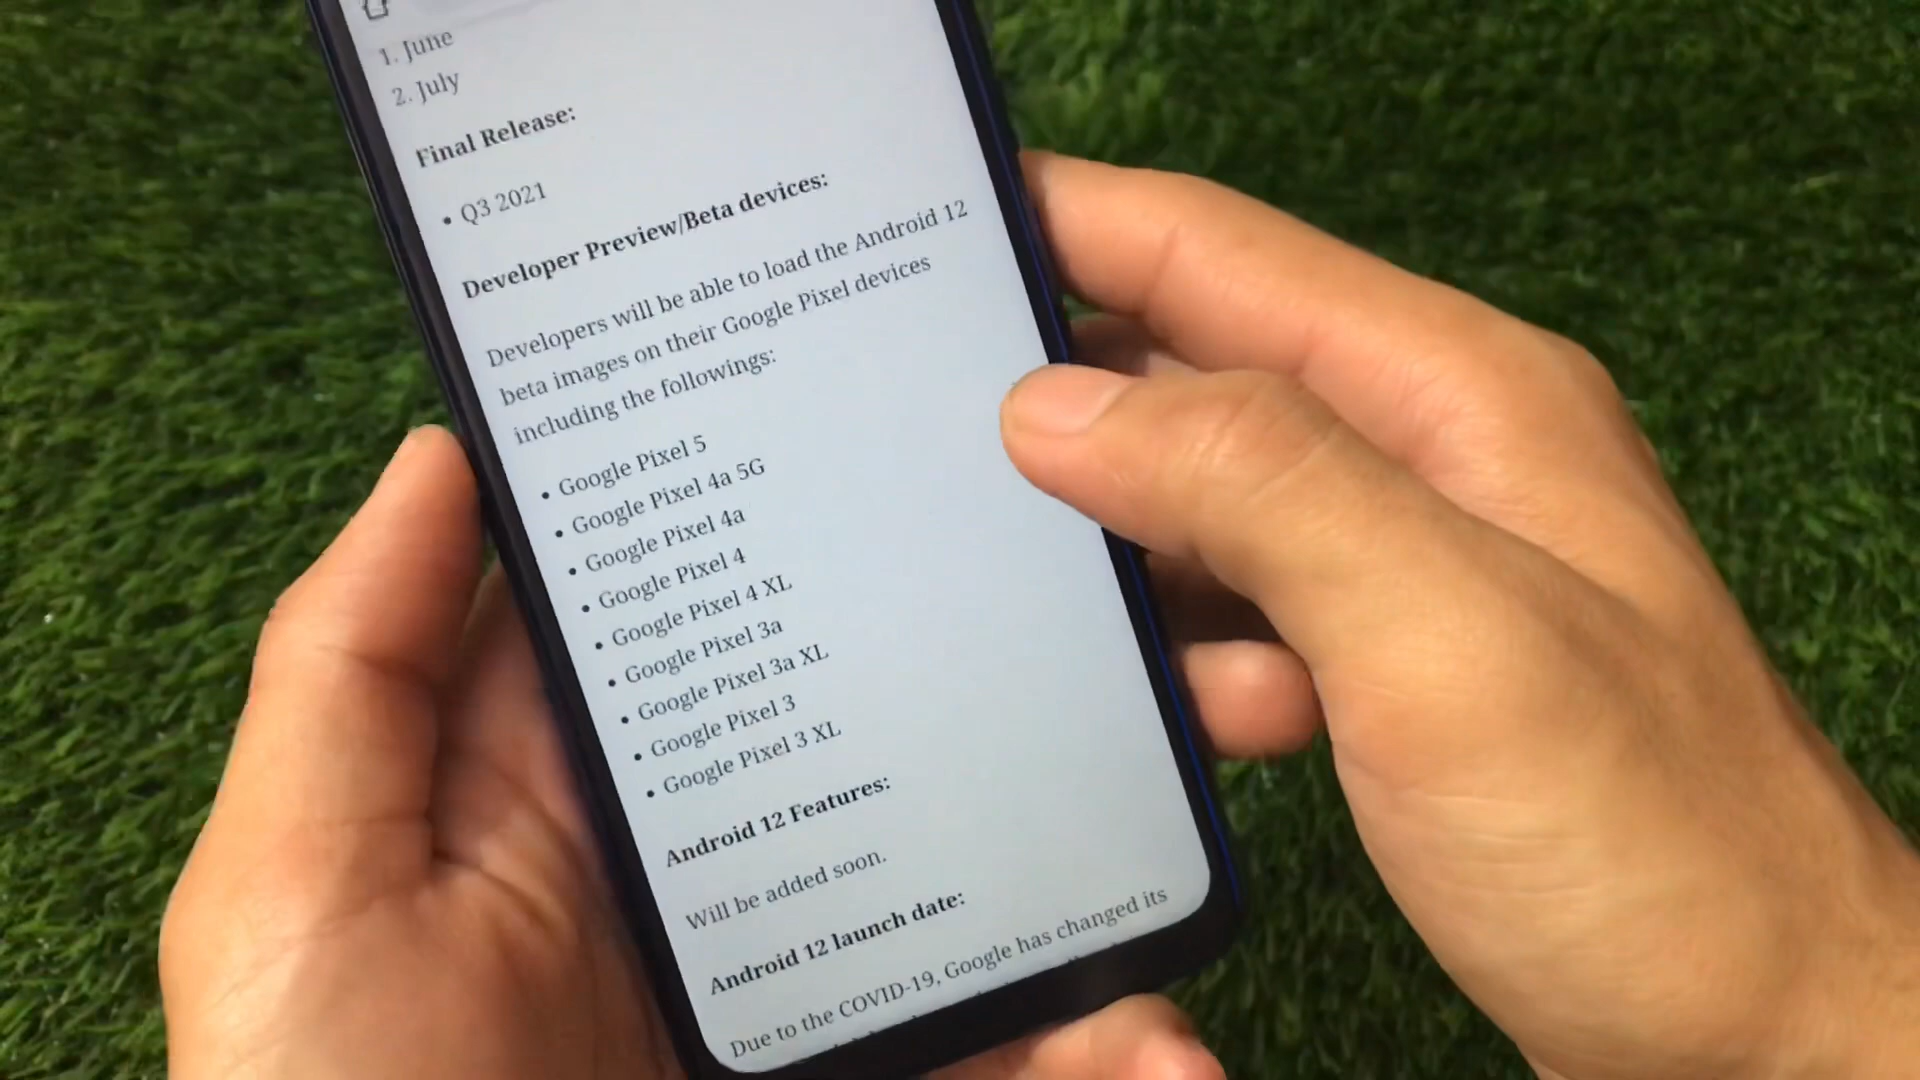 1. June
2. July
Final Release:
• Q3 2021
Developer Preview/Beta devices:
Developers will be able to load the Android 12
beta images on their Google Pixel devices
including the followings:
• Google Pixel 5
• Google Pixel 4a 5G
• Google Pixel 4a
• Google Pixel 4
• Google Pixel 4 XL
• Google Pixel 3a
• Google Pixel 3a XL
• Google Pixel 3
• Google Pixel 3 XL
Android 12 Features:
Will be added soon.
Android 12 launch date:
Due to the COVID-19, Google has changed its